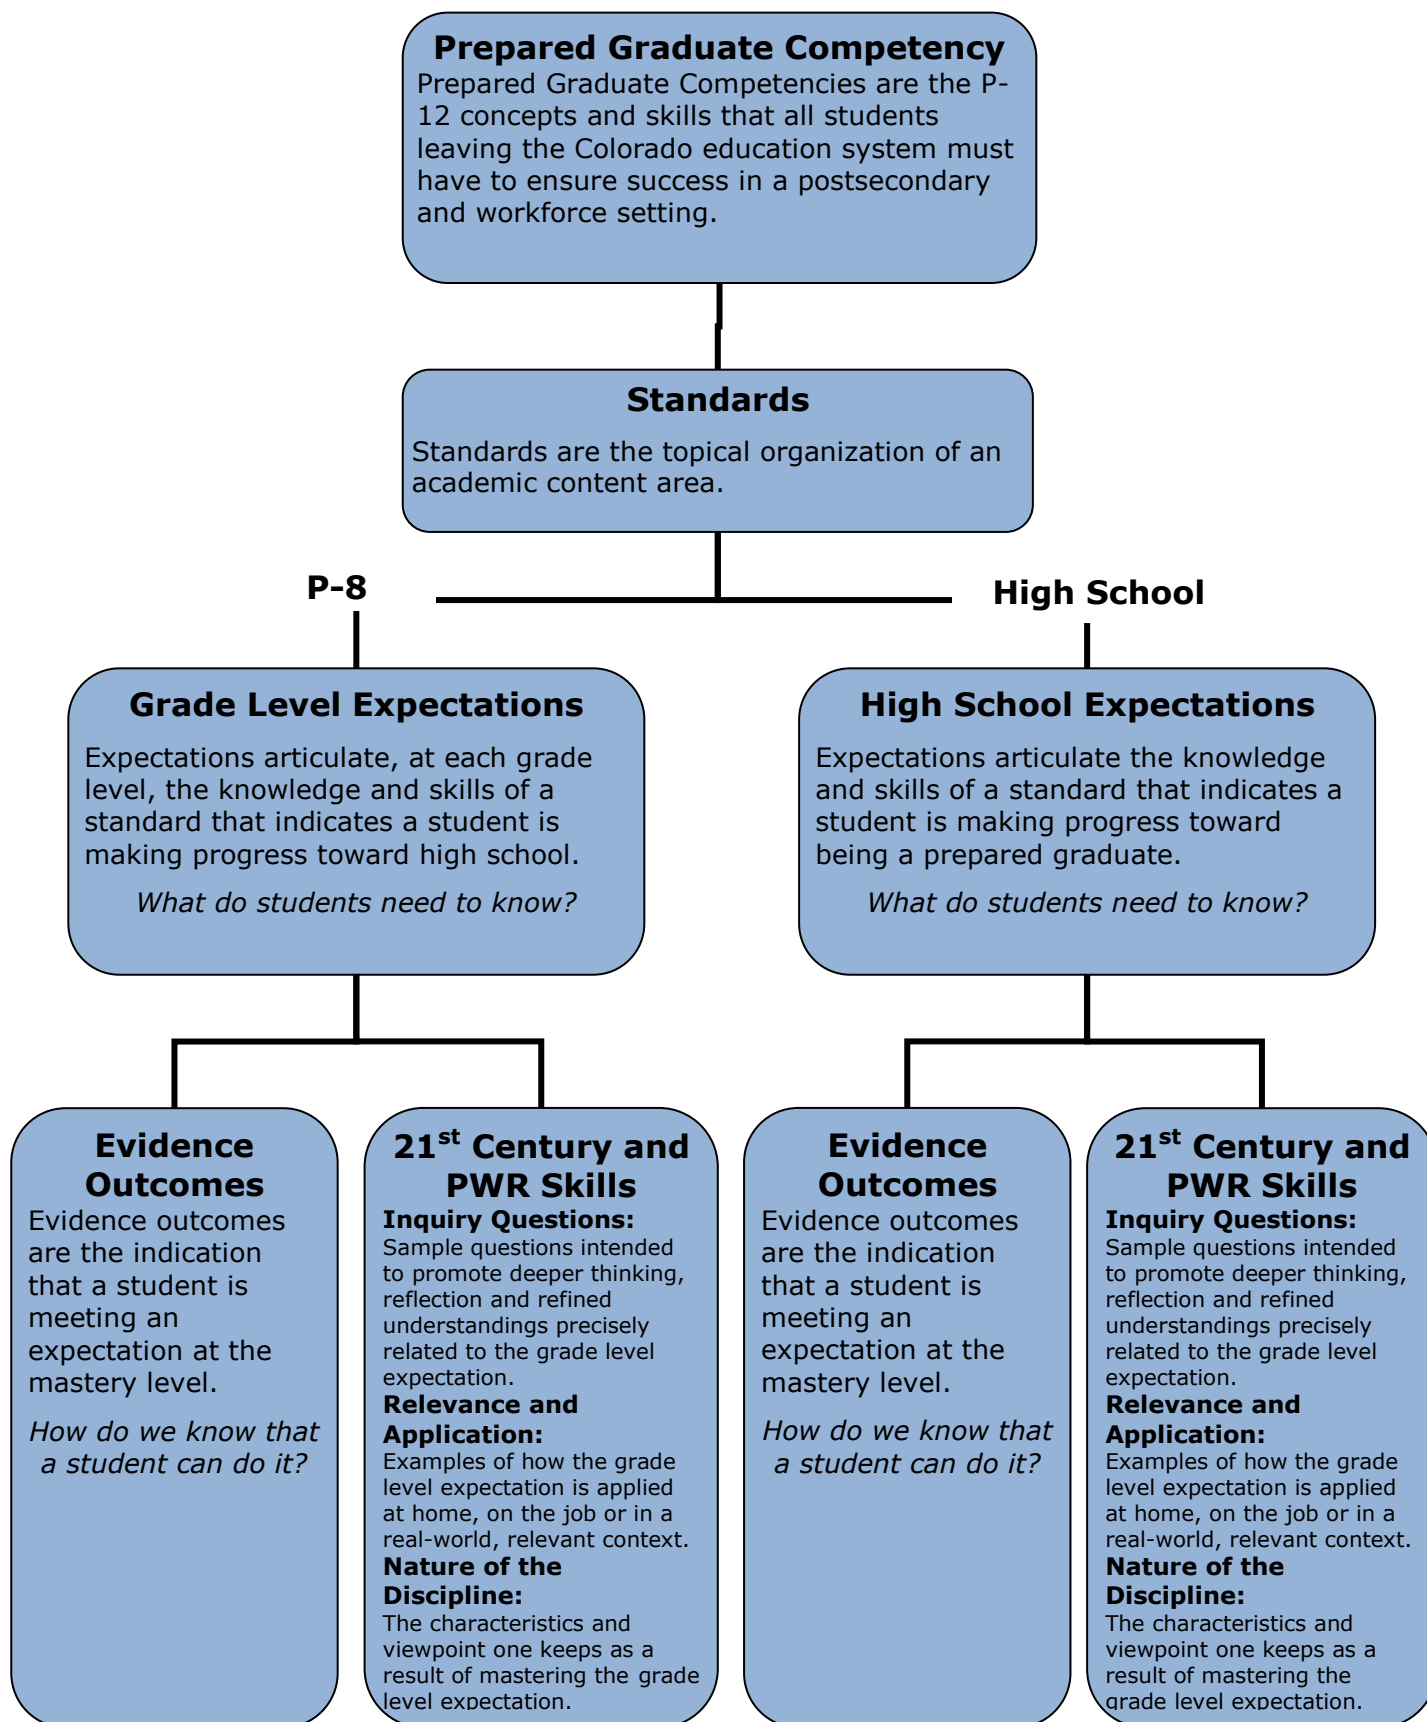 Prepared Graduate Competency
Prepared Graduate Competencies are the P-
12 concepts and skills that all students
leaving the Colorado education system must
have to ensure success in a postsecondary
and workforce setting.
Standards
Standards are the topical organization of an
academic content area.
P-8
High School
Grade Level Expectations
Expectations articulate, at each grade
level, the knowledge and skills of a
standard that indicates a student is
making progress toward high school.
What do students need to know?
High School Expectations
Expectations articulate the knowledge
and skills of a standard that indicates a
student is making progress toward
being a prepared graduate.
What do students need to know?
Evidence
Outcomes
Evidence outcomes
are the indication
that a student is
meeting an
expectation at the
mastery level.
How do we know that
a student can do it?
21st Century and
PWR Skills
Inquiry Questions:
Sample questions intended
to promote deeper thinking,
reflection and refined
understandings precisely
related to the grade level
expectation.
Relevance and
Application:
Examples of how the grade
level expectation is applied
at home, on the job or in a
real-world, relevant context.
Nature of the
Discipline:
The characteristics and
viewpoint one keeps as a
result of mastering the grade
level expectation.
Evidence
Outcomes
Evidence outcomes
are the indication
that a student is
meeting an
expectation at the
mastery level.
How do we know that
a student can do it?
21st Century and
PWR Skills
Inquiry Questions:
Sample questions intended
to promote deeper thinking,
reflection and refined
understandings precisely
related to the grade level
expectation.
Relevance and
Application:
Examples of how the grade
level expectation is applied
at home, on the job or in a
real-world, relevant context.
Nature of the
Discipline:
The characteristics and
viewpoint one keeps as a
result of mastering the
grade level expectation.